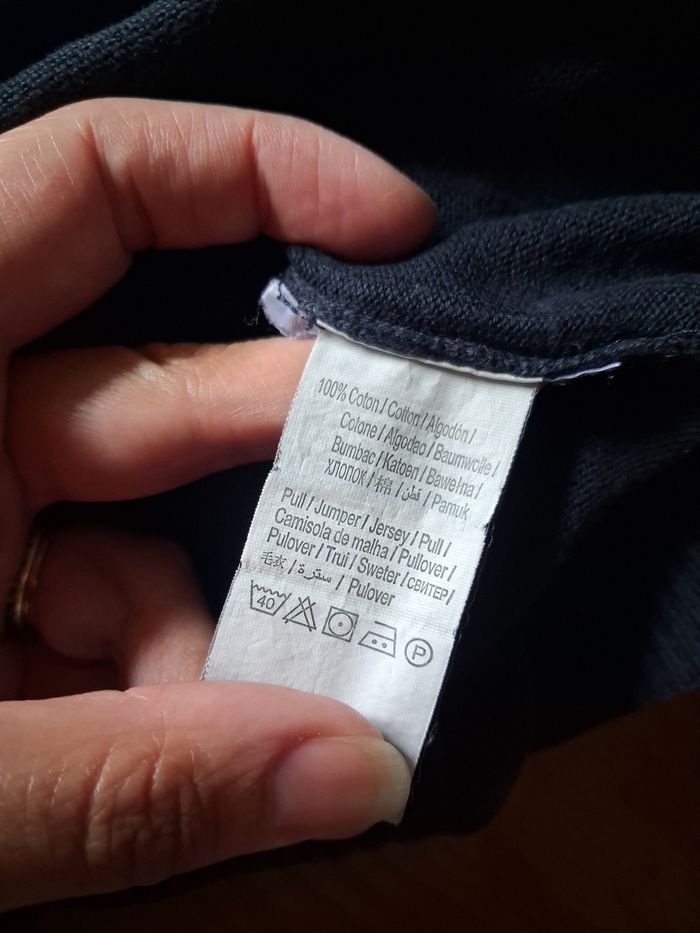 100% Coton / Cotton / Algodón /
Cotone / Algodao / Baumwolle /
Bumbac / Katoen / Bawełna /
ХЛОПОК / 棉 / قطن / Pamuk
Pull / Jumper / Jersey / Pull /
Camisola de malha / Pullover /
Pulover / Trui / Sweter / СВИТЕР /
毛衣 / سترة / Pulover
40 P